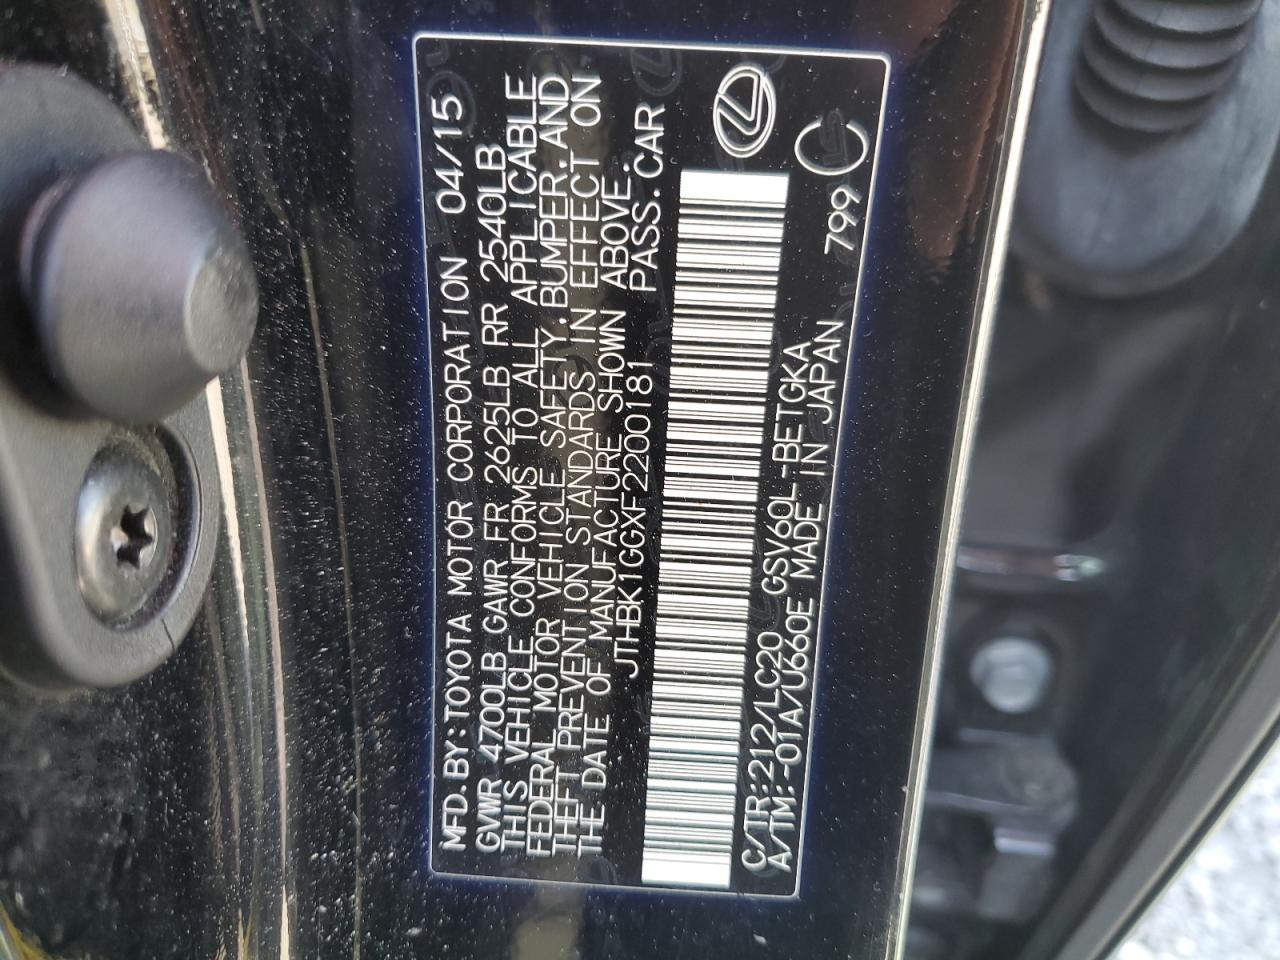 MFD.BY:TOYOTA MOTOR CORPORATION 04/15
GVWR 4700LB GAWR FR 2625LB RR 2540LB
THIS VEHICLE CONFORMS TO ALL APPLICABLE
FEDERAL MOTOR VEHICLE SAFETY,BUMPER,AND
THEFT PREVENTION STANDARDS IN EFFECT ON
THE DATE OF MANUFACTURE SHOWN ABOVE.
JTHBK1GGXF2200181 PASS.CAR
C/TR:212/LC20 GSV60L-BETGKA
A/TM:-01A/U660E MADE IN JAPAN 799